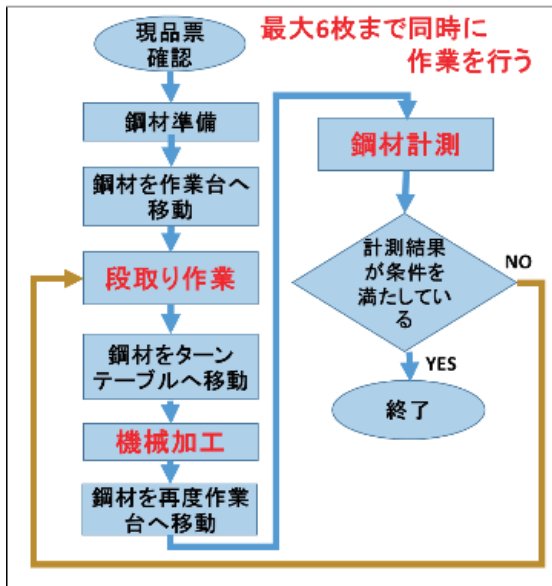 現品票
確認
最大6枚まで同時に
作業を行う
鋼材準備
鋼材を作業台へ
移動
段取り作業
鋼材をターン
テーブルへ移動
機械加工
鋼材を再度作業
台へ移動
鋼材計測
計測結果
が条件を
満たしてい
る
NO
YES
終了